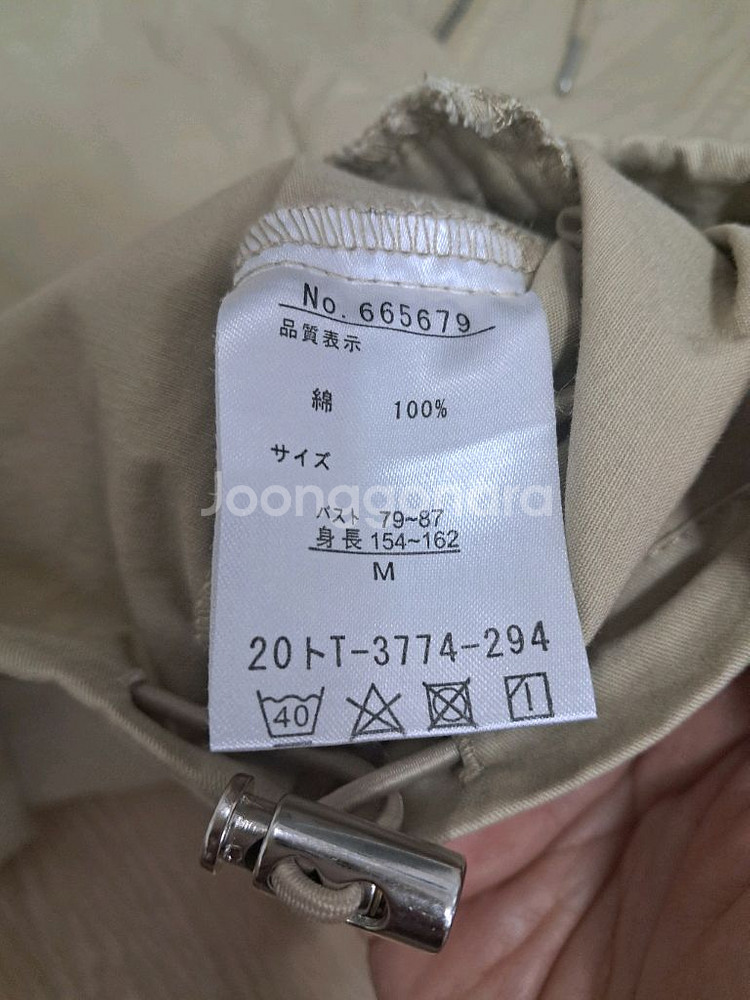 No. 665679
品質表示
綿 100%
サイズ
Joonggonara
バスト 79~87
身長 154~162
M
20トT-3774-294
40